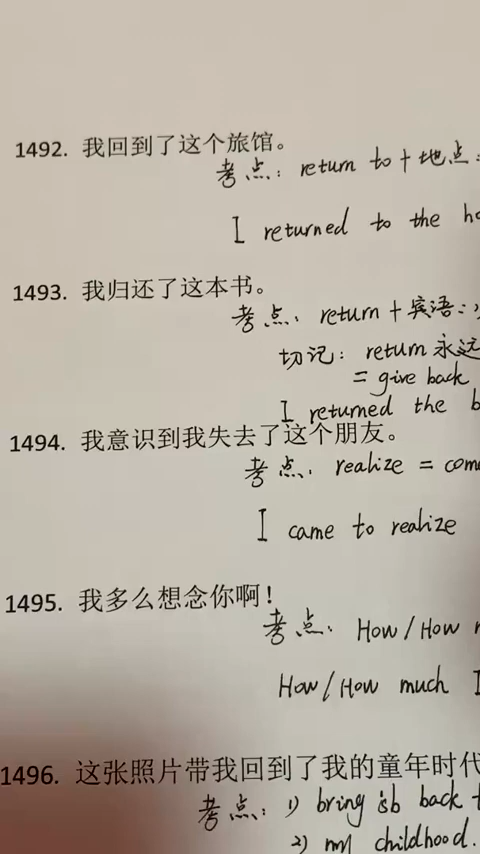 1492. 我回到了这个旅馆。
考点: return to + 地点:
I returned to the
1493. 我归还了这本书。
考点: return + 宾语:
切记: return 永远
= give back
I returned the
1494. 我意识到我失去了这个朋友。
考点: realize =
I came to realize
1495. 我多么想念你啊!
考点: How/How
How/How much I
1496. 这张照片带我回到了我的童年时代
考点: 1) bring sb back
2) my childhood.